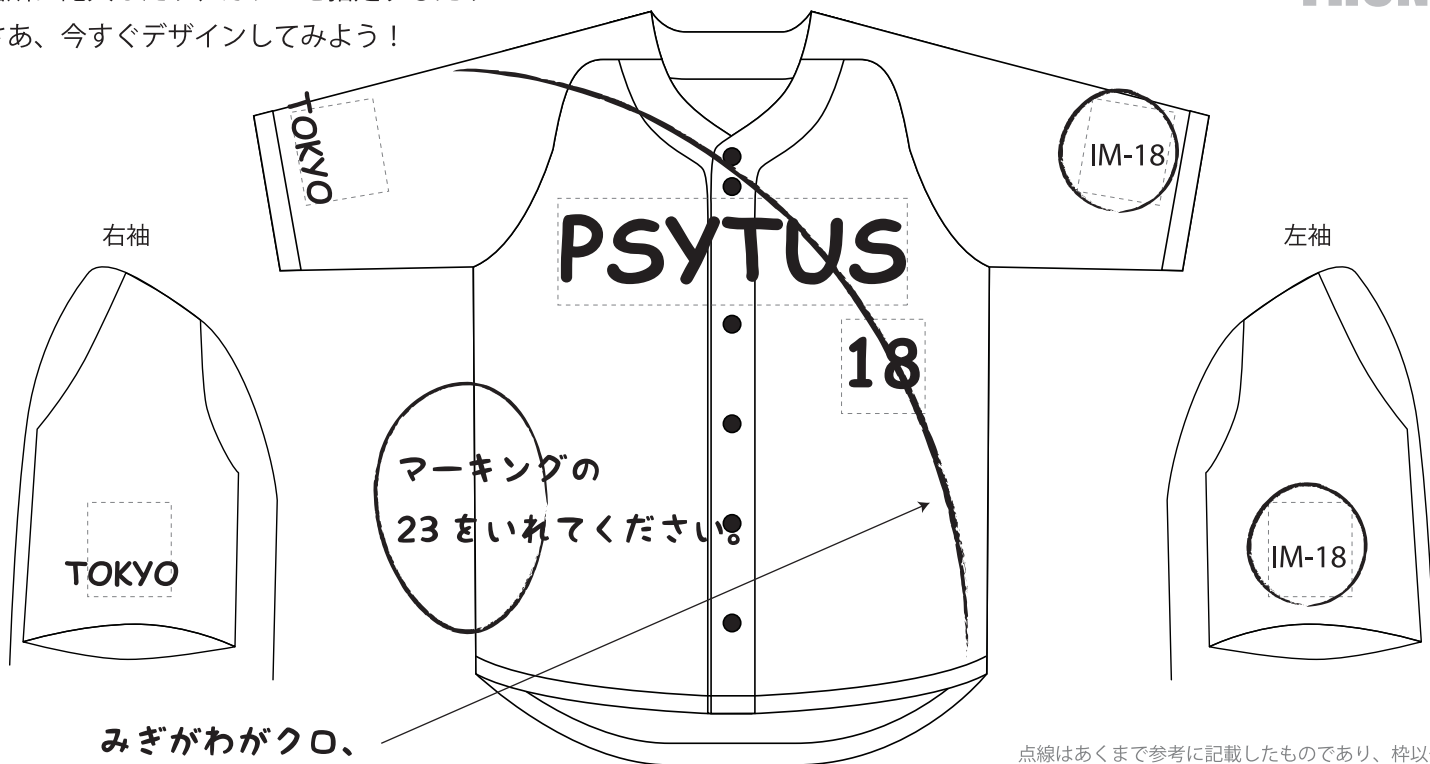 さあ、今すぐデザインしてみよう！
TOKYO
IM-18
右袖
左袖
PSYTUS
18
マーキングの
23 をいれてください。
TOKYO
IM-18
みぎがわがクロ、
点線はあくまで参考に記載したものであり、枠以